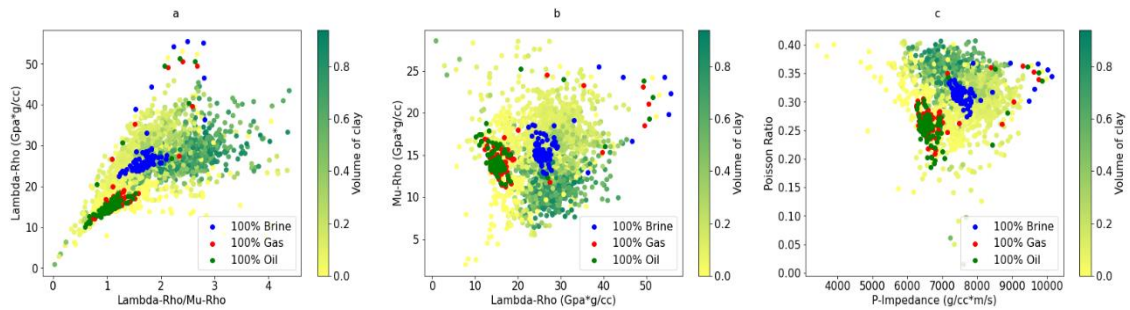 a
Lambda-Rho (Gpa*g/cc)
50
40
30
20
10
0
0 1 2 3 4
Lambda-Rho/Mu-Rho
100% Brine
100% Gas
100% Oil
0.8
0.6
0.4
0.2
0.0
Volume of clay
b
Mu-Rho (Gpa*g/cc)
25
20
15
10
5
0 10 20 30 40 50
Lambda-Rho (Gpa*g/cc)
100% Brine
100% Gas
100% Oil
0.8
0.6
0.4
0.2
0.0
Volume of clay
c
Poisson Ratio
0.40
0.35
0.30
0.25
0.20
0.15
0.10
0.05
0.00
4000 5000 6000 7000 8000 9000 10000
P-Impedance (g/cc*m/s)
100% Brine
100% Gas
100% Oil
0.8
0.6
0.4
0.2
0.0
Volume of clay